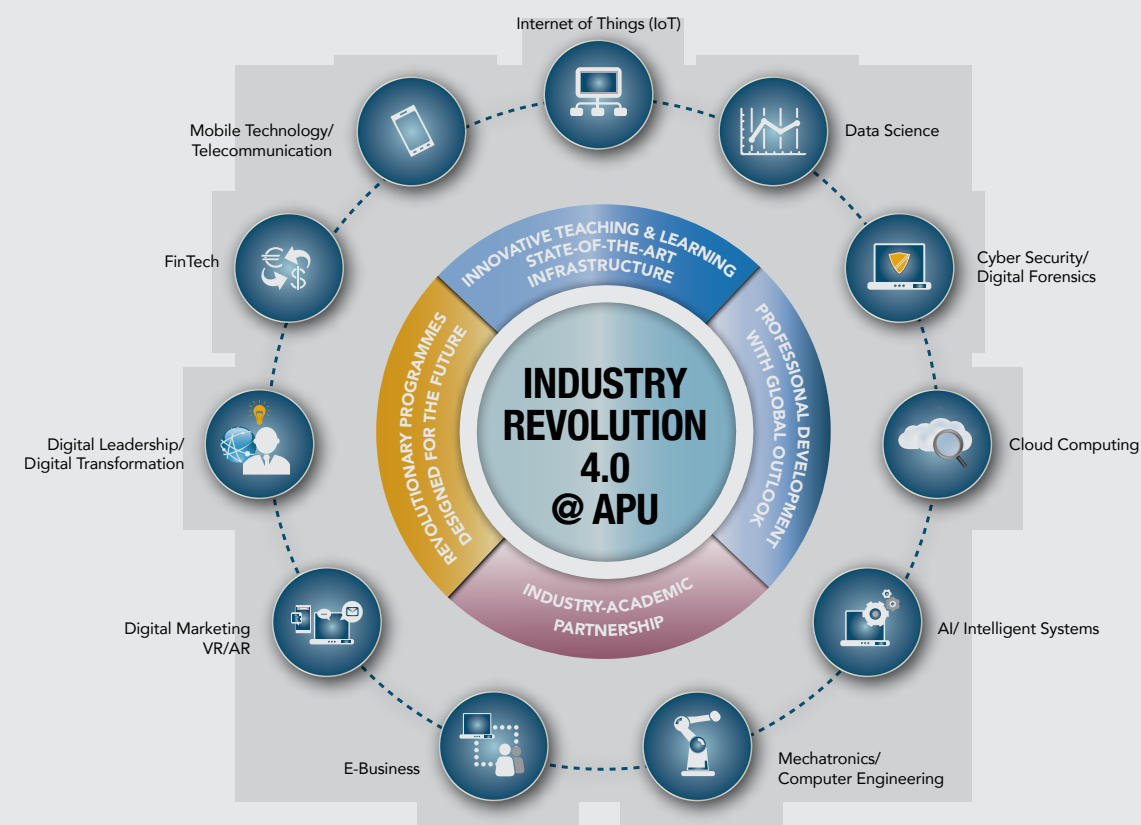 Internet of Things (IoT)
Mobile Technology/
Telecommunication
Data Science
FinTech
Cyber Security/
Digital Forensics
INNOVATIVE TEACHING & LEARNING
STATE-OF-THE-ART
INFRASTRUCTURE
REVOLUTIONARY PROGRAMMES
DESIGNED FOR THE FUTURE
PROFESSIONAL DEVELOPMENT
WITH GLOBAL OUTLOOK
INDUSTRY
REVOLUTION
4.0
@ APU
INDUSTRY-ACADEMIC
PARTNERSHIP
Digital Leadership/
Digital Transformation
Cloud Computing
Digital Marketing
VR/AR
AI/ Intelligent Systems
E-Business
Mechatronics/
Computer Engineering